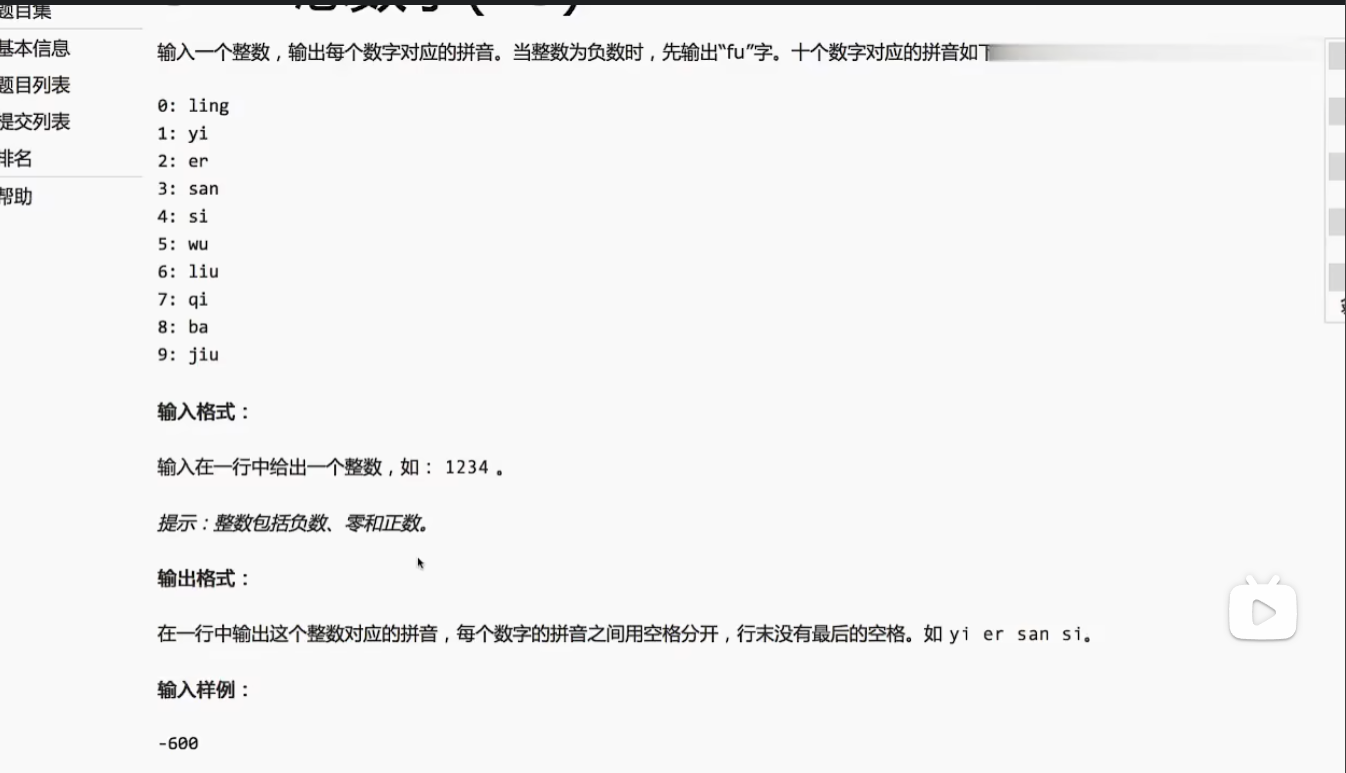 题目集
基本信息
题目列表
提交列表
排名
帮助
输入一个整数，输出每个数字对应的拼音。当整数为负数时，先输出“fu”字。十个数字对应的拼音如
0: ling
1: yi
2: er
3: san
4: si
5: wu
6: liu
7: qi
8: ba
9: jiu
输入格式：
输入在一行中给出一个整数，如： 1234 。
提示：整数包括负数、零和正数。
输出格式：
在一行中输出这个整数对应的拼音，每个数字的拼音之间用空格分开，行末没有最后的空格。如 yi er san si。
输入样例：
-600